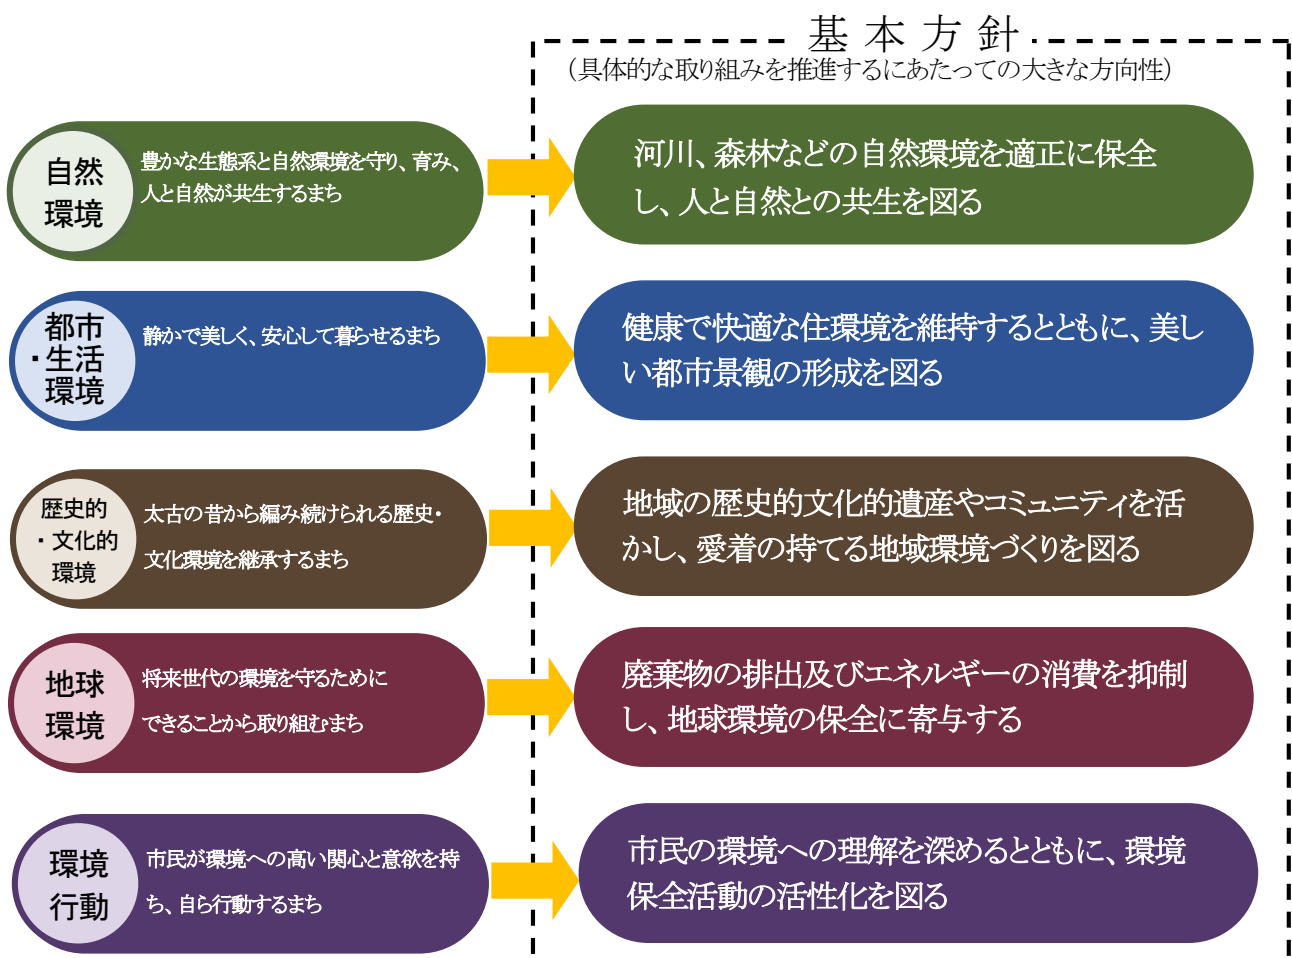 基本方針
（具体的な取り組みを推進するにあたっての大きな方向性）
自然
環境
豊かな生態系と自然環境を守り、育み、
人と自然が共生するまち
河川、森林などの自然環境を適正に保全
し、人と自然との共生を図る
都市
・生活
環境
静かで美しく、安心して暮らせるまち
健康で快適な住環境を維持するとともに、美し
い都市景観の形成を図る
歴史的
・文化的
環境
太古の昔から編み続けられる歴史・
文化環境を継承するまち
地域の歴史的文化的遺産やコミュニティを活
かし、愛着の持てる地域環境づくりを図る
地球
環境
将来世代の環境を守るために
できることから取り組むまち
廃棄物の排出及びエネルギーの消費を抑制
し、地球環境の保全に寄与する
環境
行動
市民が環境への高い関心と意欲を持
ち、自ら行動するまち
市民の環境への理解を深めるとともに、環境
保全活動の活性化を図る